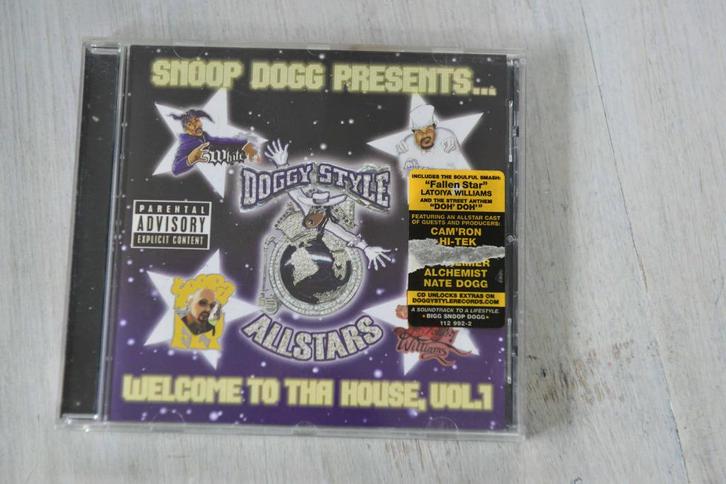 SNOOP DOGG PRESENTS...
E. White
DOGGY STYLE
ALLSTARS
PARENTAL
ADVISORY
EXPLICIT CONTENT
INCLUDES THE SOULFUL SMASH:
"Fallen Star"
LATOIYA WILLIAMS
AND THE STREET ANTHEM
"DOH' DOH'"
FEATURING AN ALLSTAR CAST
OF GUESTS AND PRODUCERS:
CAM'RON
HI-TEK
ALCHEMIST
NATE DOGG
CD UNLOCKS EXTRAS ON
DOGGYSTYLERECORDS.COM
A SOUNDTRACK TO A LIFESTYLE.
•BIGG SNOOP DOGG•
112 992-2
SOOPA
FLY
Williams
WELCOME TO THA HOUSE, VOL.1